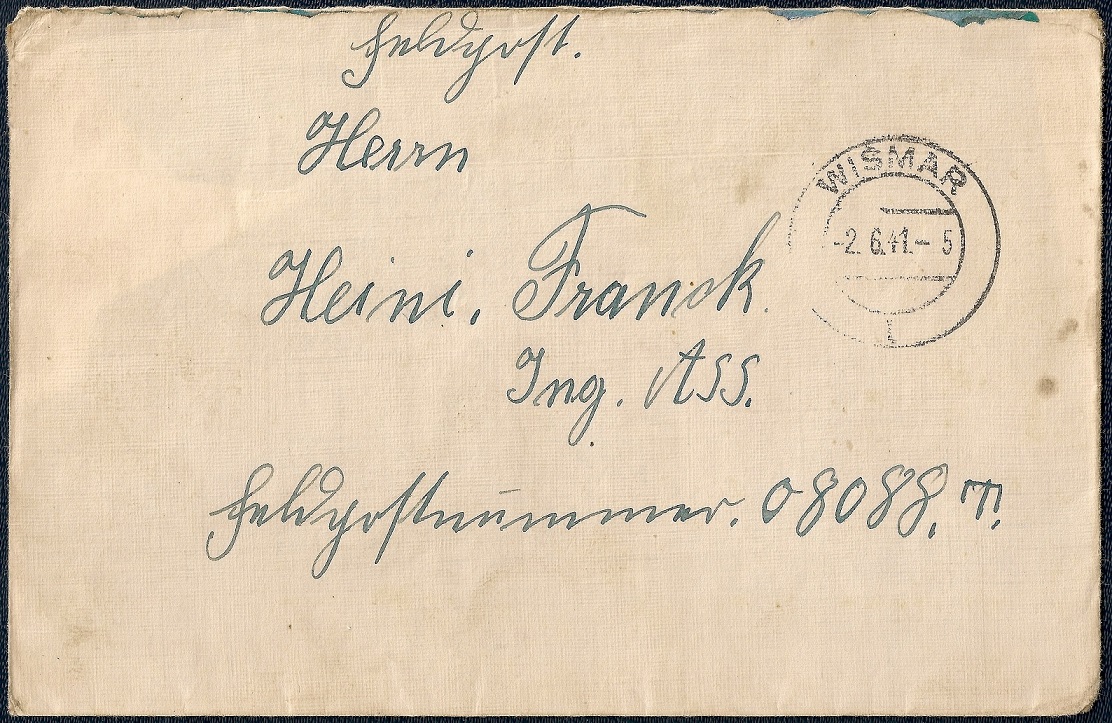 Feldpost.
Herrn
Heini, Franck.
Ing. Ass.
Feldpostnummer. 08088,
WISMAR
-2. 6.41.- 5